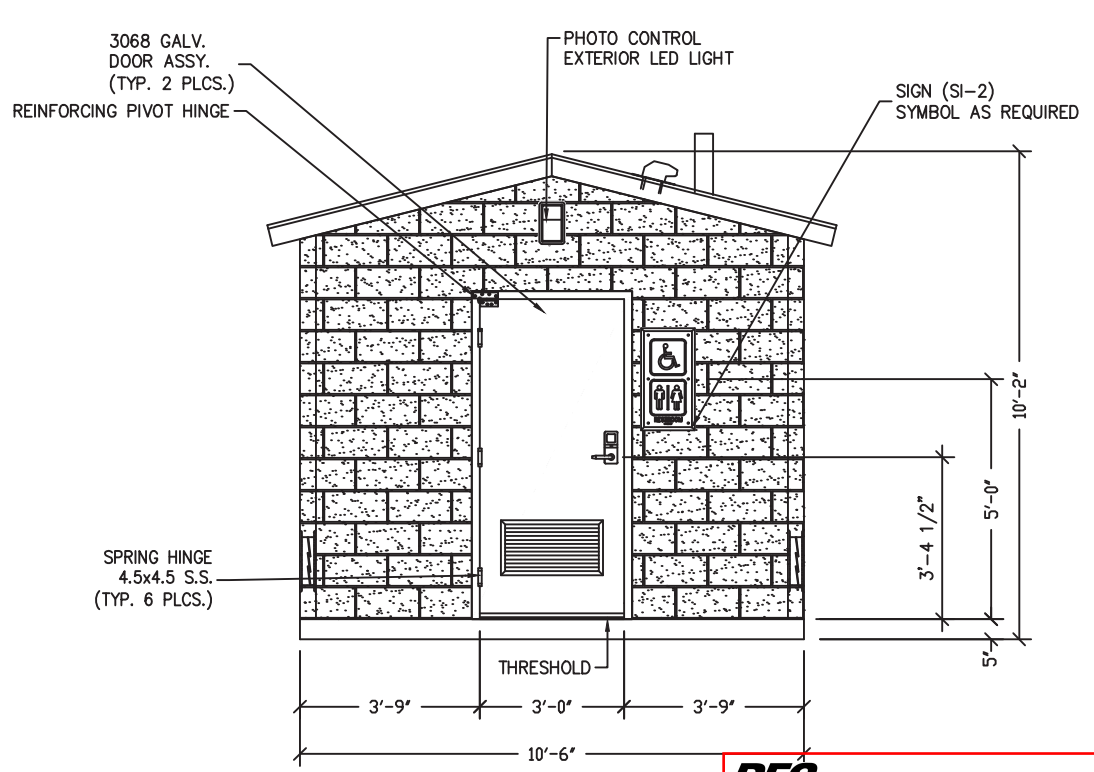 3068 GALV.
DOOR ASSY.
(TYP. 2 PLCS.)
REINFORCING PIVOT HINGE
PHOTO CONTROL
EXTERIOR LED LIGHT
SIGN (SI-2)
SYMBOL AS REQUIRED
10'-2"
5'-0"
3'-4 1/2"
5"
SPRING HINGE
4.5x4.5 S.S.
(TYP. 6 PLCS.)
THRESHOLD
3'-9"
3'-0"
3'-9"
10'-6"